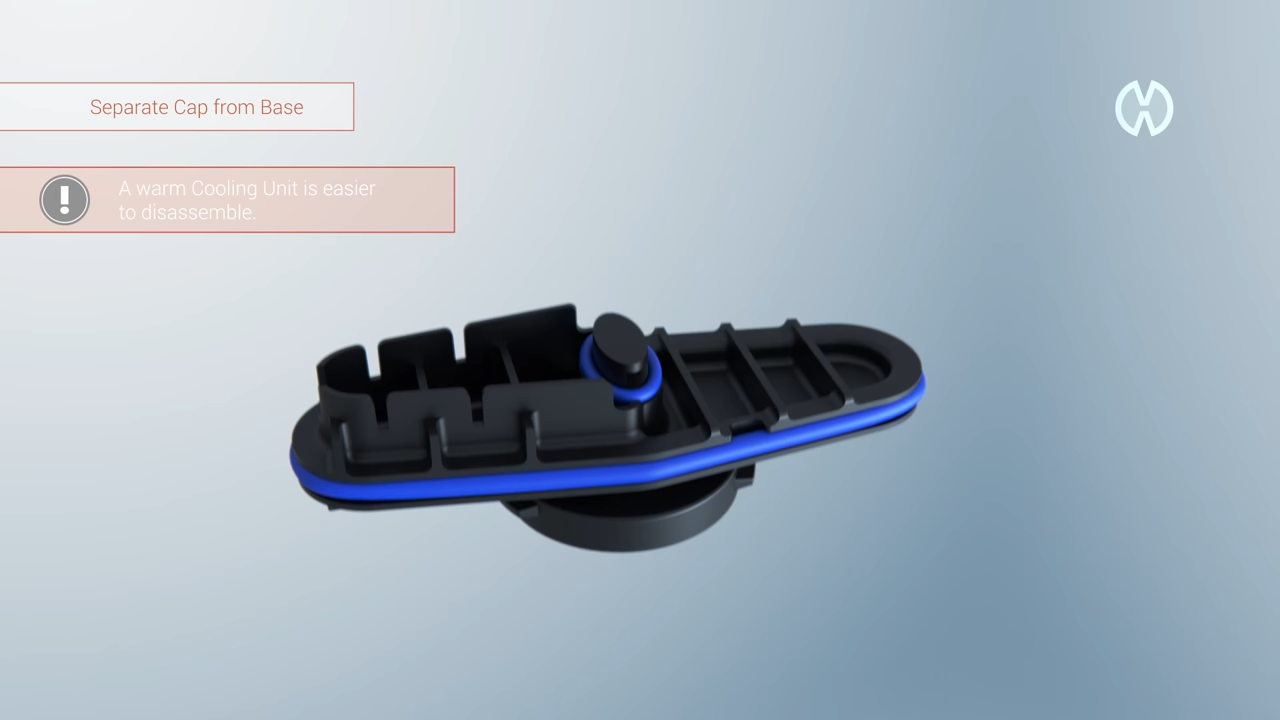 Separate Cap from Base
A warm Cooling Unit is easier
to disassemble.